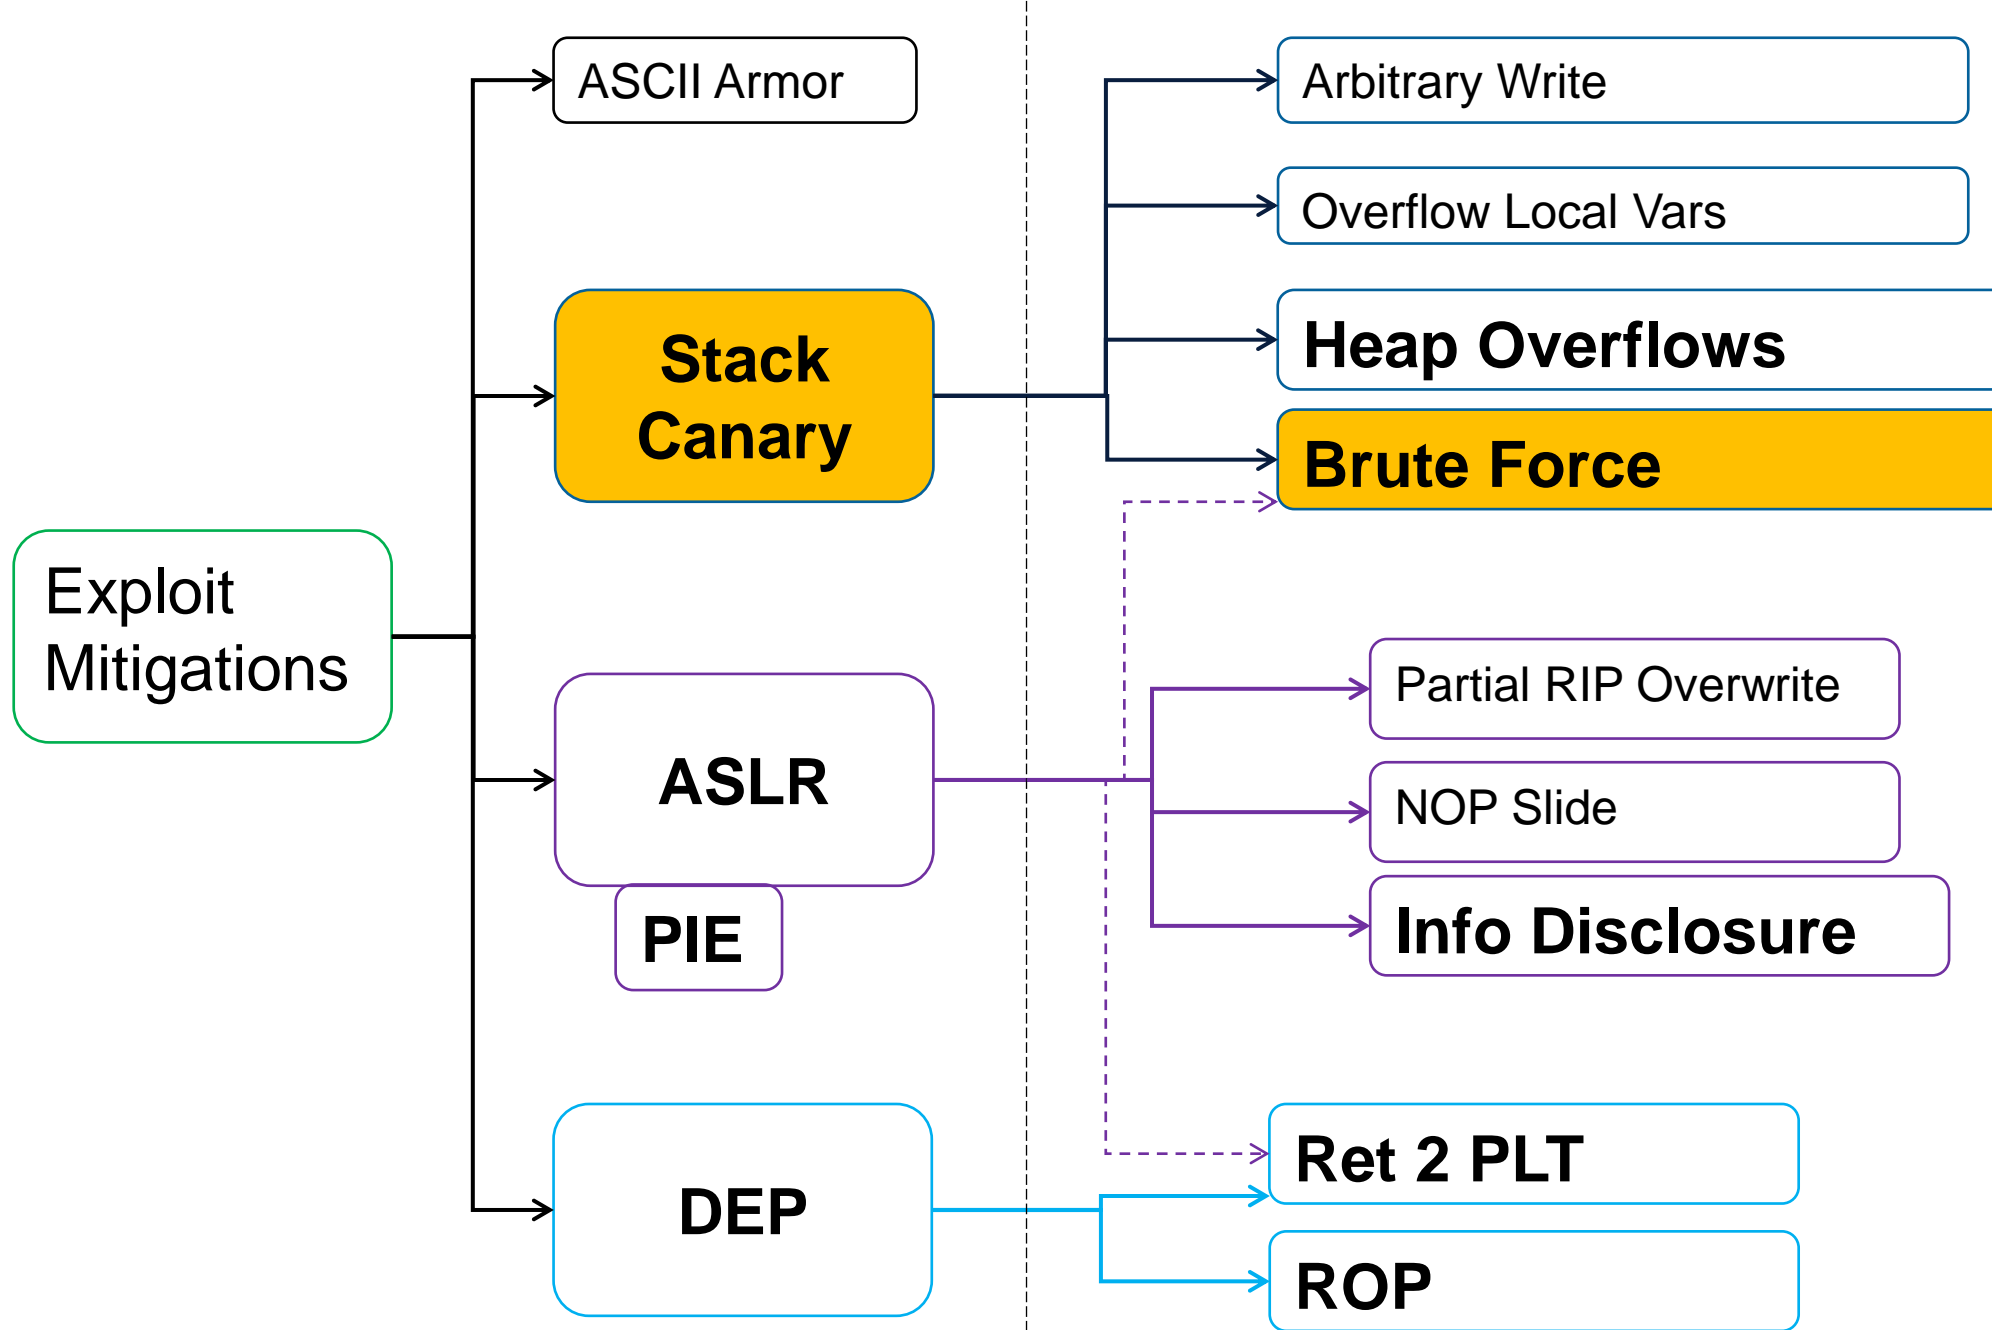 ASCII Armor
Arbitrary Write
Overflow Local Vars
Stack
Canary
Heap Overflows
Brute Force
Exploit
Mitigations
ASLR
PIE
Partial RIP Overwrite
NOP Slide
Info Disclosure
DEP
Ret 2 PLT
ROP